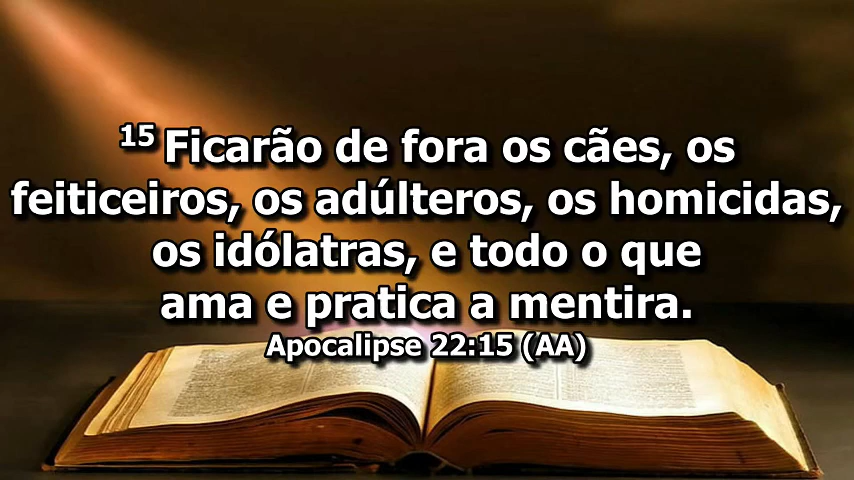 15 Ficarão de fora os cães, os
feiticeiros, os adúlteros, os homicidas,
os idólatras, e todo o que
ama e pratica a mentira.
Apocalipse 22:15 (AA)